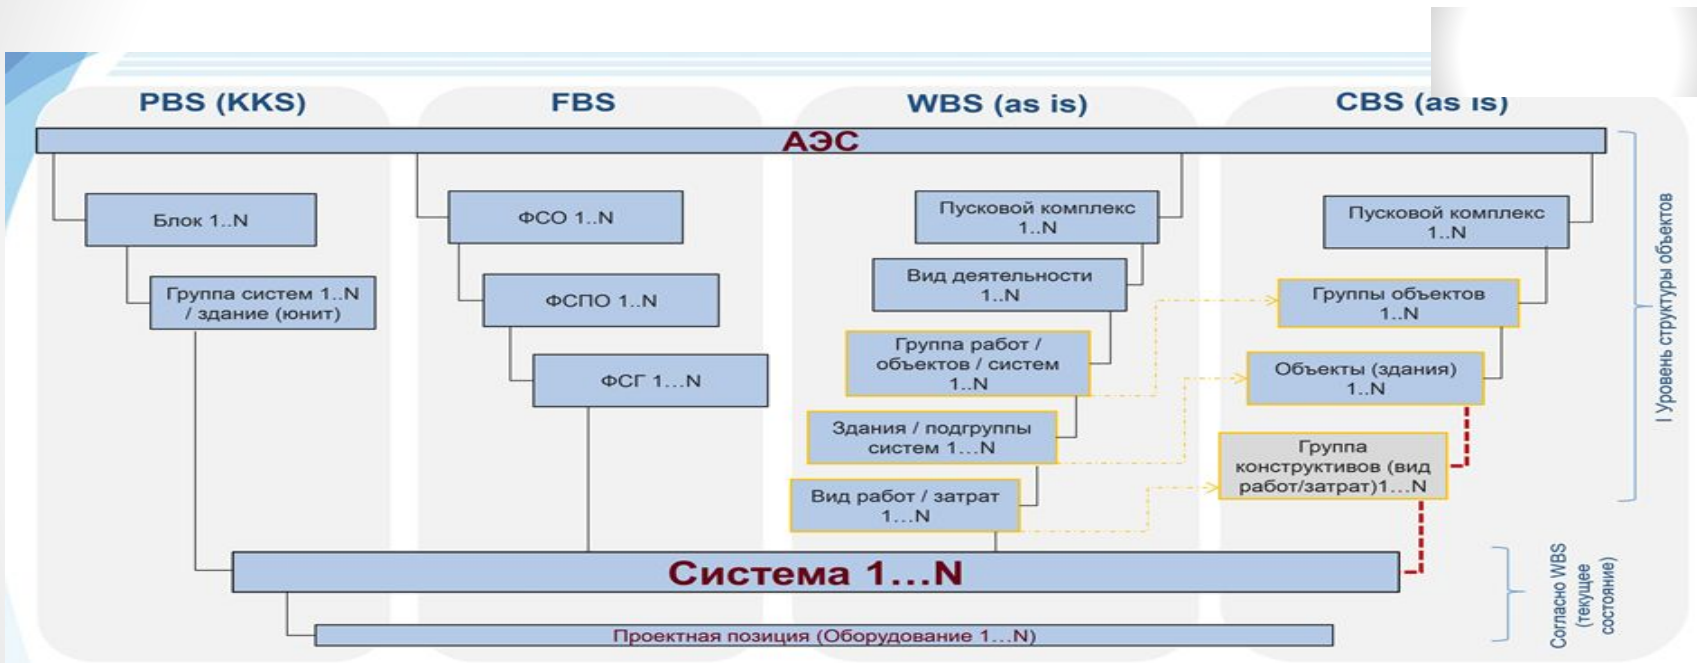 PBS (KKS)
FBS
WBS (as is)
CBS (as is)
АЭС
Блок 1..N
Группа систем 1..N
/ здание (юнит)
ФСО 1..N
ФСПО 1..N
ФСГ 1...N
Пусковой комплекс
1..N
Вид деятельности
1..N
Группа работ /
объектов / систем
1..N
Здания / подгруппы
систем 1...N
Вид работ / затрат
1...N
Пусковой комплекс
1..N
Группы объектов
1..N
Объекты (здания)
1..N
Группа
конструктивов (вид
работ/затрат)1...N
I Уровень структуры объектов
Система 1...N
Проектная позиция (Оборудование 1...N)
Согласно WBS
(текущее
состояние)